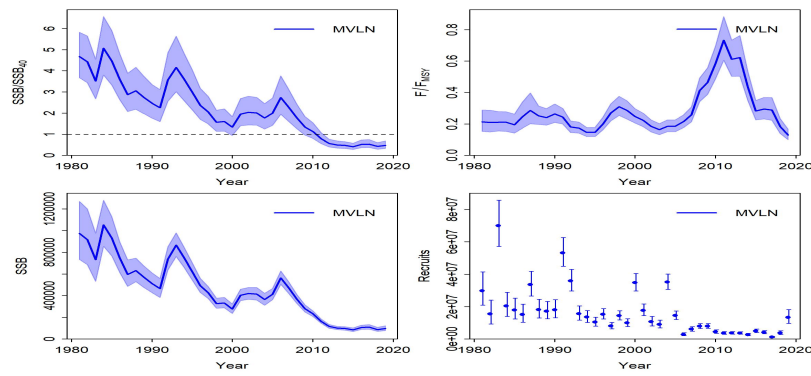 MVLN
SSB/SSB40
0 1 2 3 4 5 6
1980 1990 2000 2010 2020
Year
MVLN
F/FMSY
0.0 0.2 0.4 0.6 0.8
1980 1990 2000 2010 2020
Year
MVLN
SSB
0 400000 800000 1200000
1980 1990 2000 2010 2020
Year
MVLN
Recruits
0e+00 2e+07 4e+07 6e+07 8e+07
1980 1990 2000 2010 2020
Year